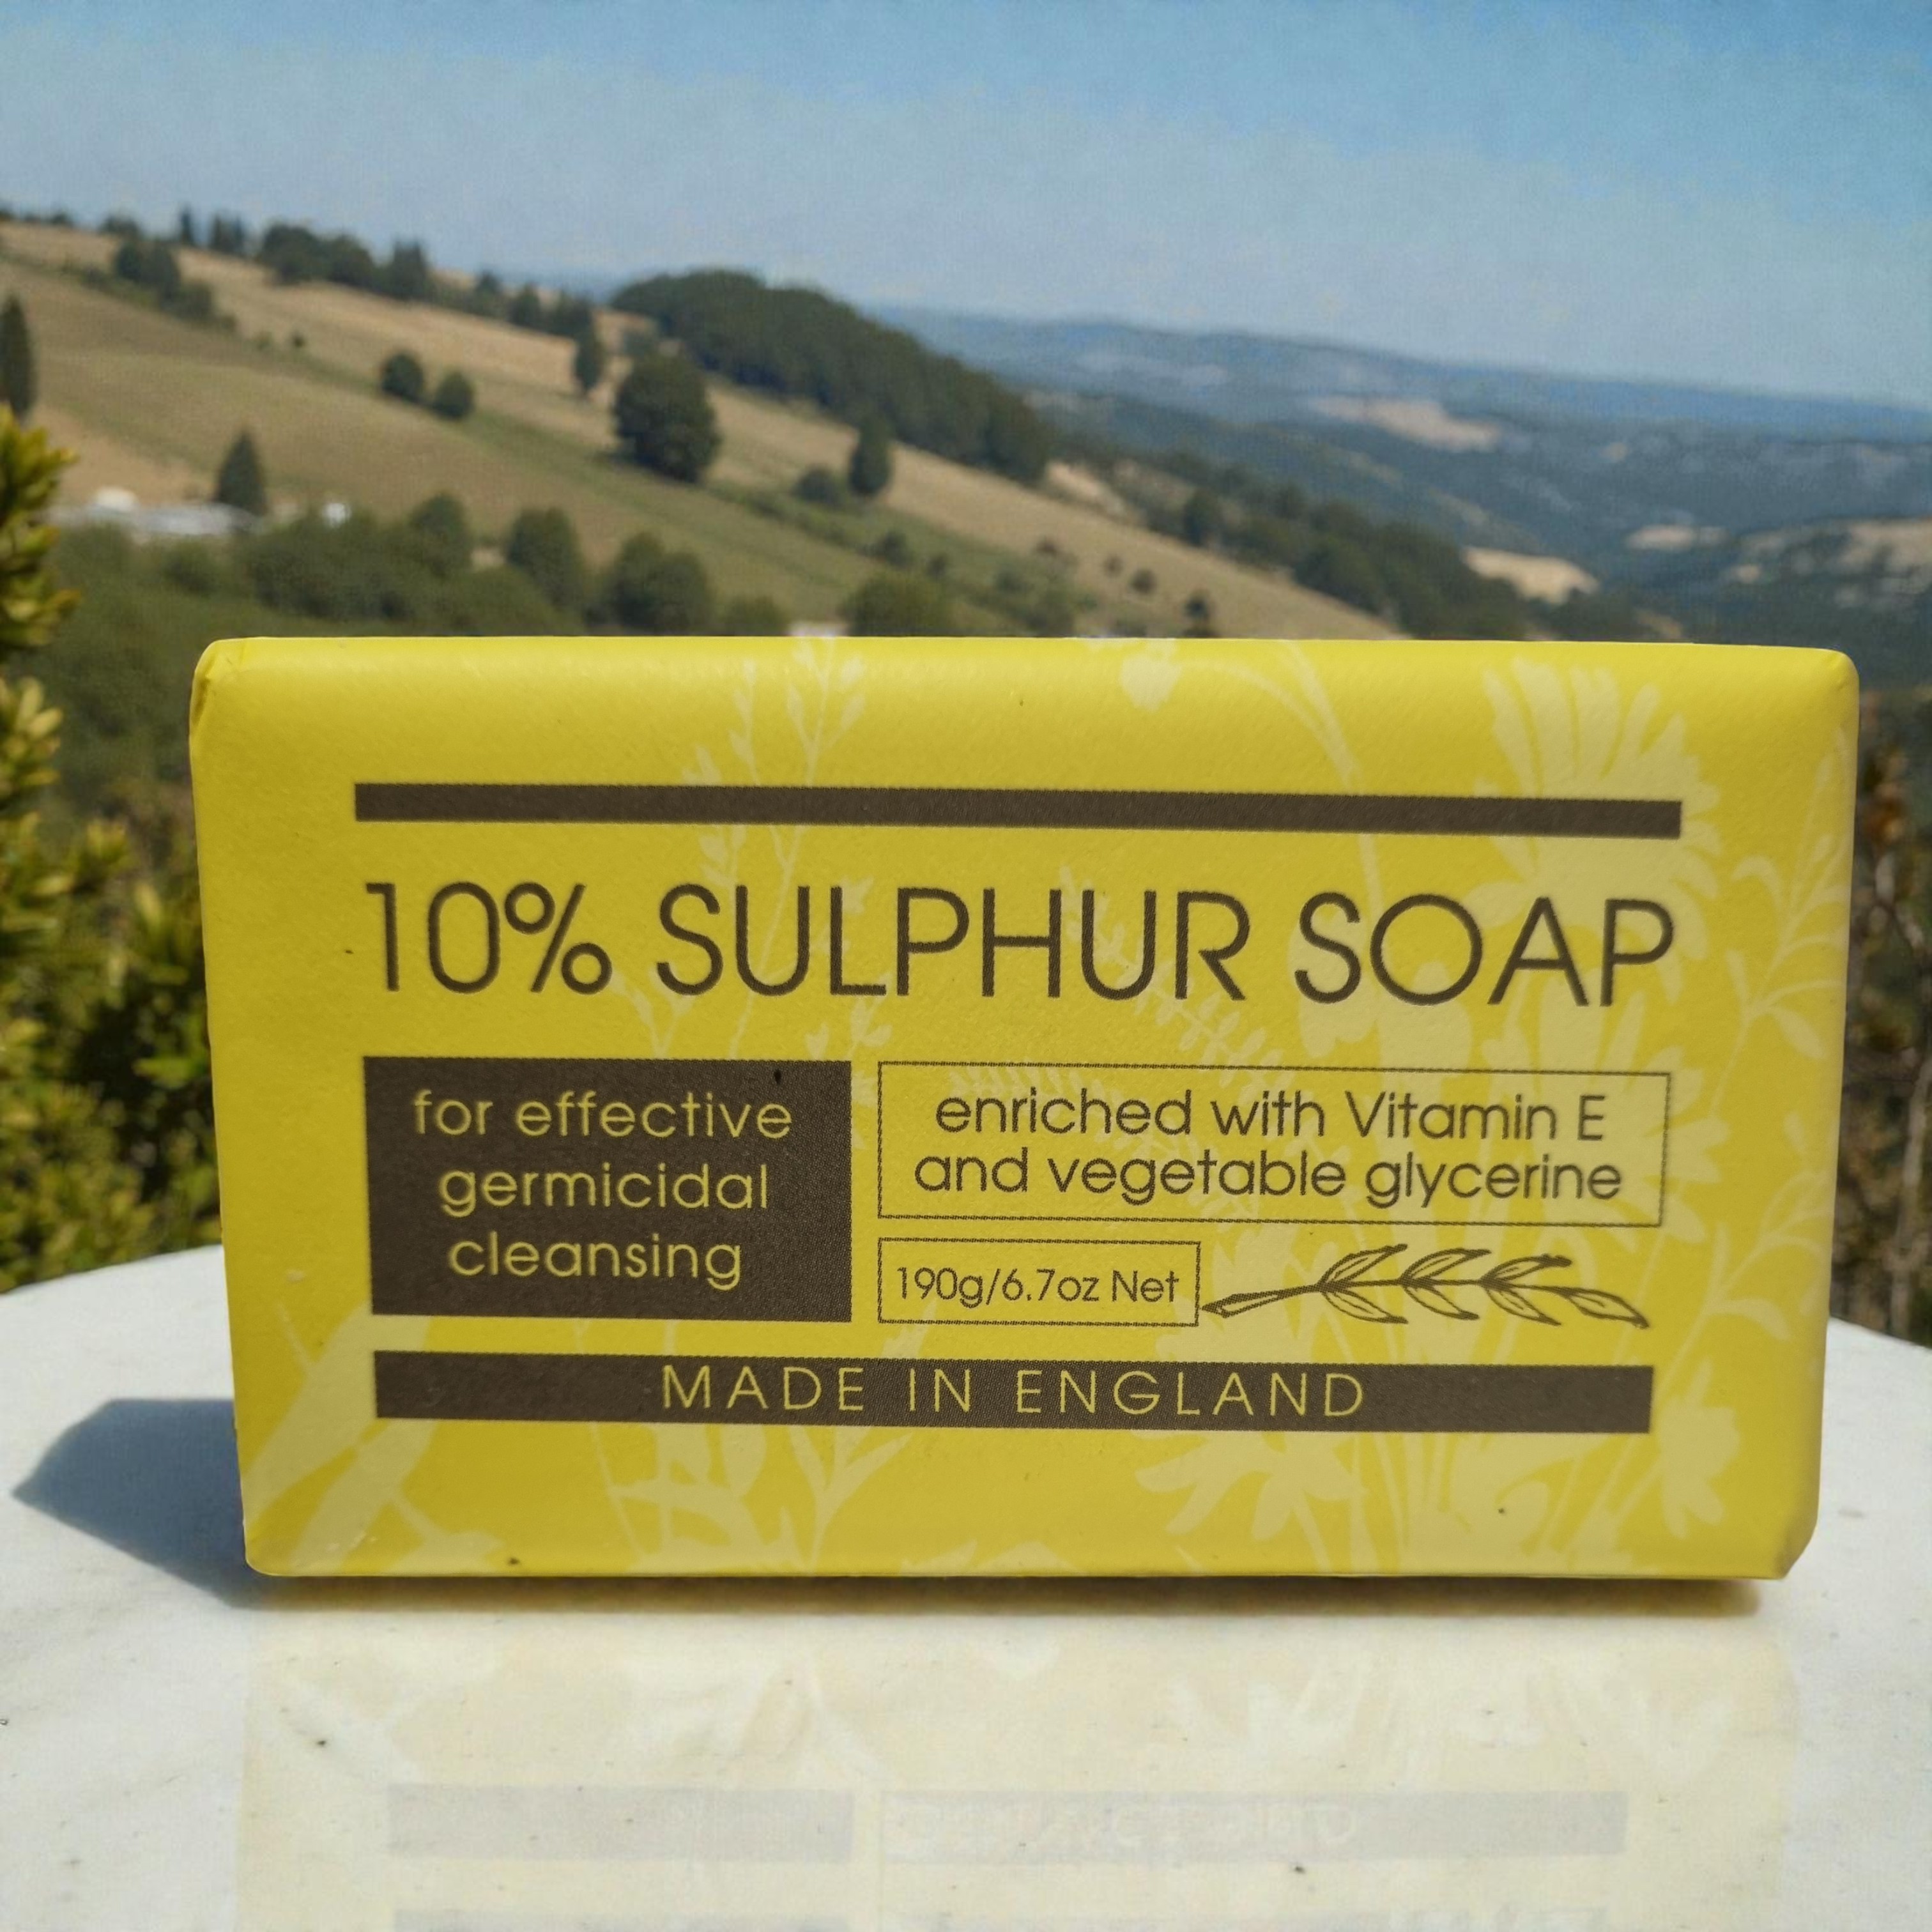 10% SULPHUR SOAP
for effective
germicidal
cleansing
enriched with Vitamin E
and vegetable glycerine
190g/6.7oz Net
MADE IN ENGLAND